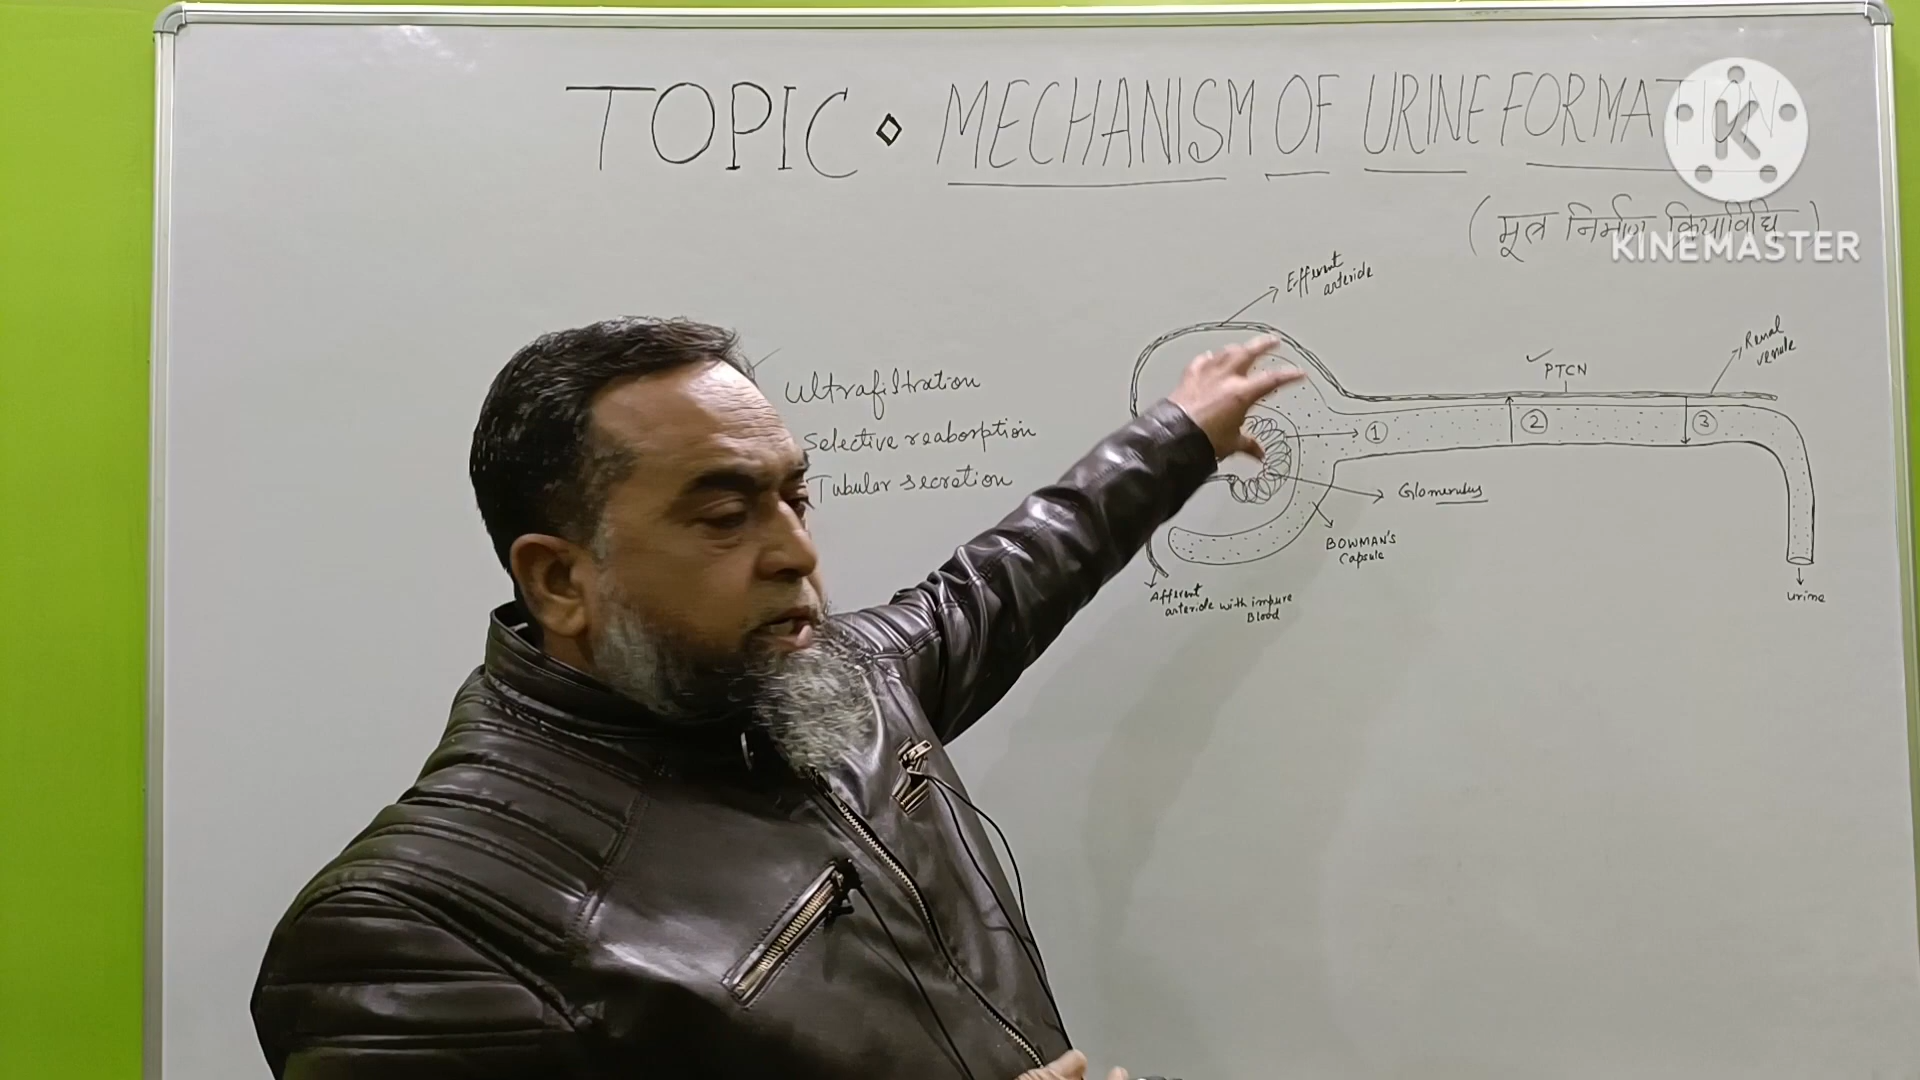 TOPIC ⋄ MECHANISM OF URINE FORMATION
(मूत्र निर्माण क्रियाविधि)
K
KINEMASTER
Efferent
arteriole
Renal
venule
PTCN
Ultrafiltration
Selective reabsorption
Tubular secretion
1
2
3
Glomerulus
BOWMAN'S
Capsule
Afferent
arteriole with impure
Blood
urine